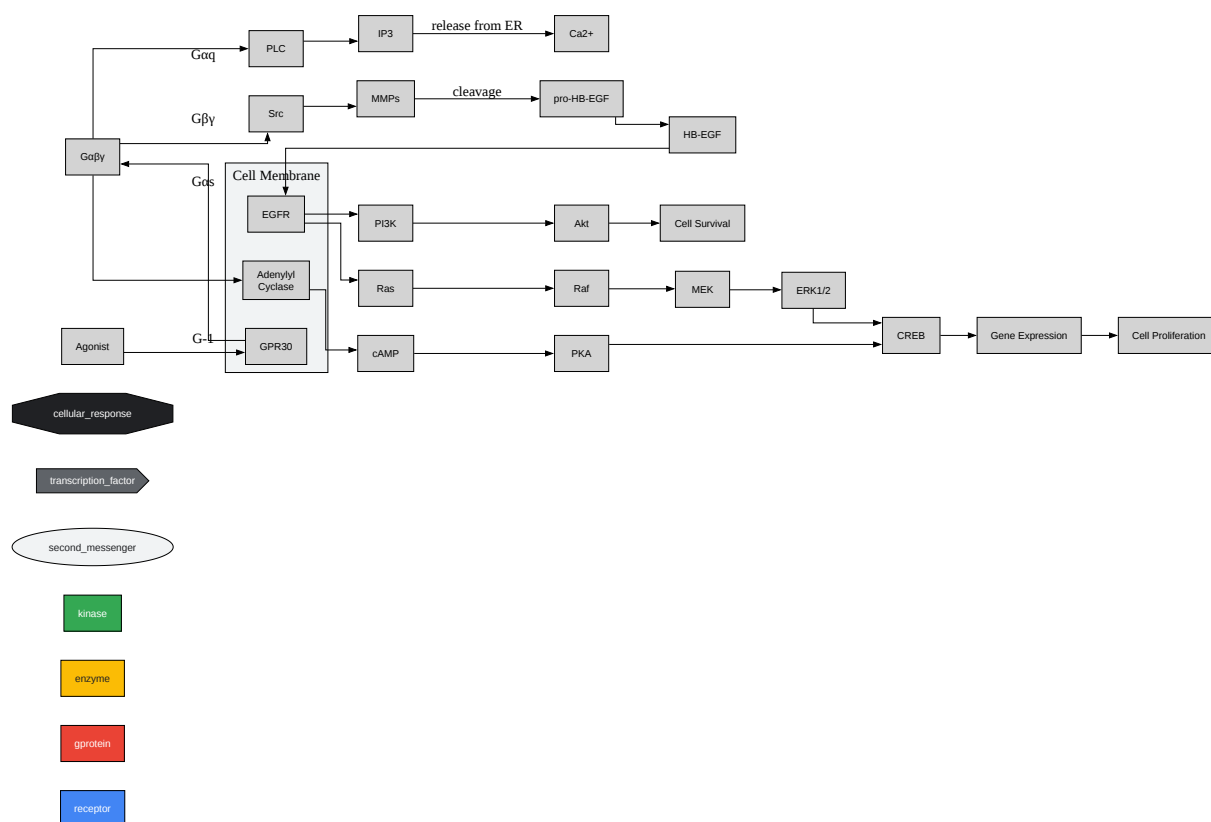 IP3
release from ER
Ca2+
PLC
Gαq
MMPs
cleavage
pro-HB-EGF
Src
Gβγ
HB-EGF
Gαβγ
Gαs
Cell Membrane
EGFR
PI3K
Akt
Cell Survival
Adenylyl
Cyclase
Ras
Raf
MEK
ERK1/2
Agonist
G-1
GPR30
cAMP
PKA
CREB
Gene Expression
Cell Proliferation
cellular_response
transcription_factor
second_messenger
kinase
enzyme
gprotein
receptor